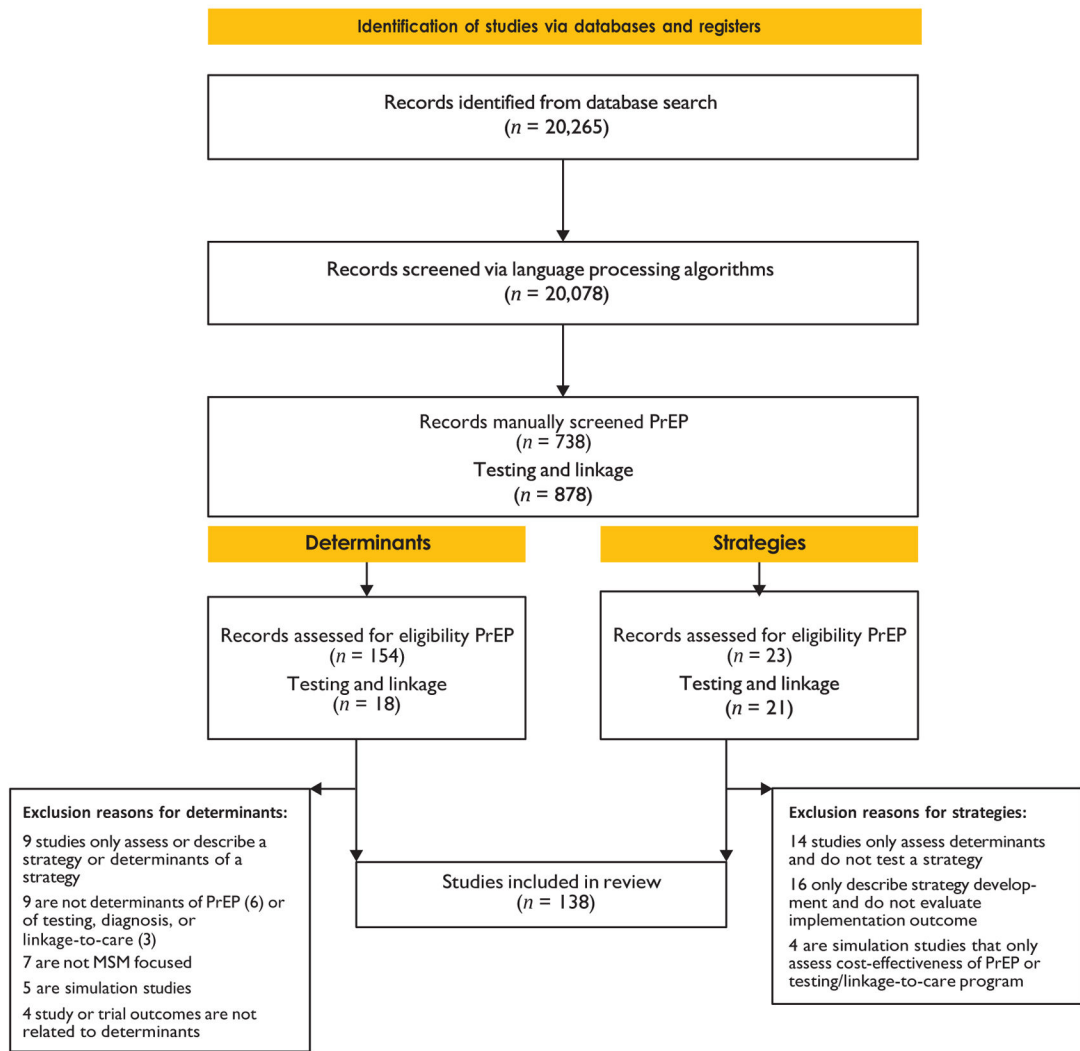 Identification of studies via databases and registers
Records identified from database search
(n = 20,265)
Records screened via language processing algorithms
(n = 20,078)
Records manually screened PrEP
(n = 738)
Testing and linkage
(n = 878)
Determinants
Strategies
Records assessed for eligibility PrEP
(n = 154)
Testing and linkage
(n = 18)
Records assessed for eligibility PrEP
(n = 23)
Testing and linkage
(n = 21)
Exclusion reasons for determinants:
9 studies only assess or describe a
strategy or determinants of a
strategy
9 are not determinants of PrEP (6) or
of testing, diagnosis, or
linkage-to-care (3)
7 are not MSM focused
5 are simulation studies
4 study or trial outcomes are not
related to determinants
Studies included in review
(n = 138)
Exclusion reasons for strategies:
14 studies only assess determinants
and do not test a strategy
16 only describe strategy develop-
ment and do not evaluate
implementation outcome
4 are simulation studies that only
assess cost-effectiveness of PrEP or
testing/linkage-to-care program